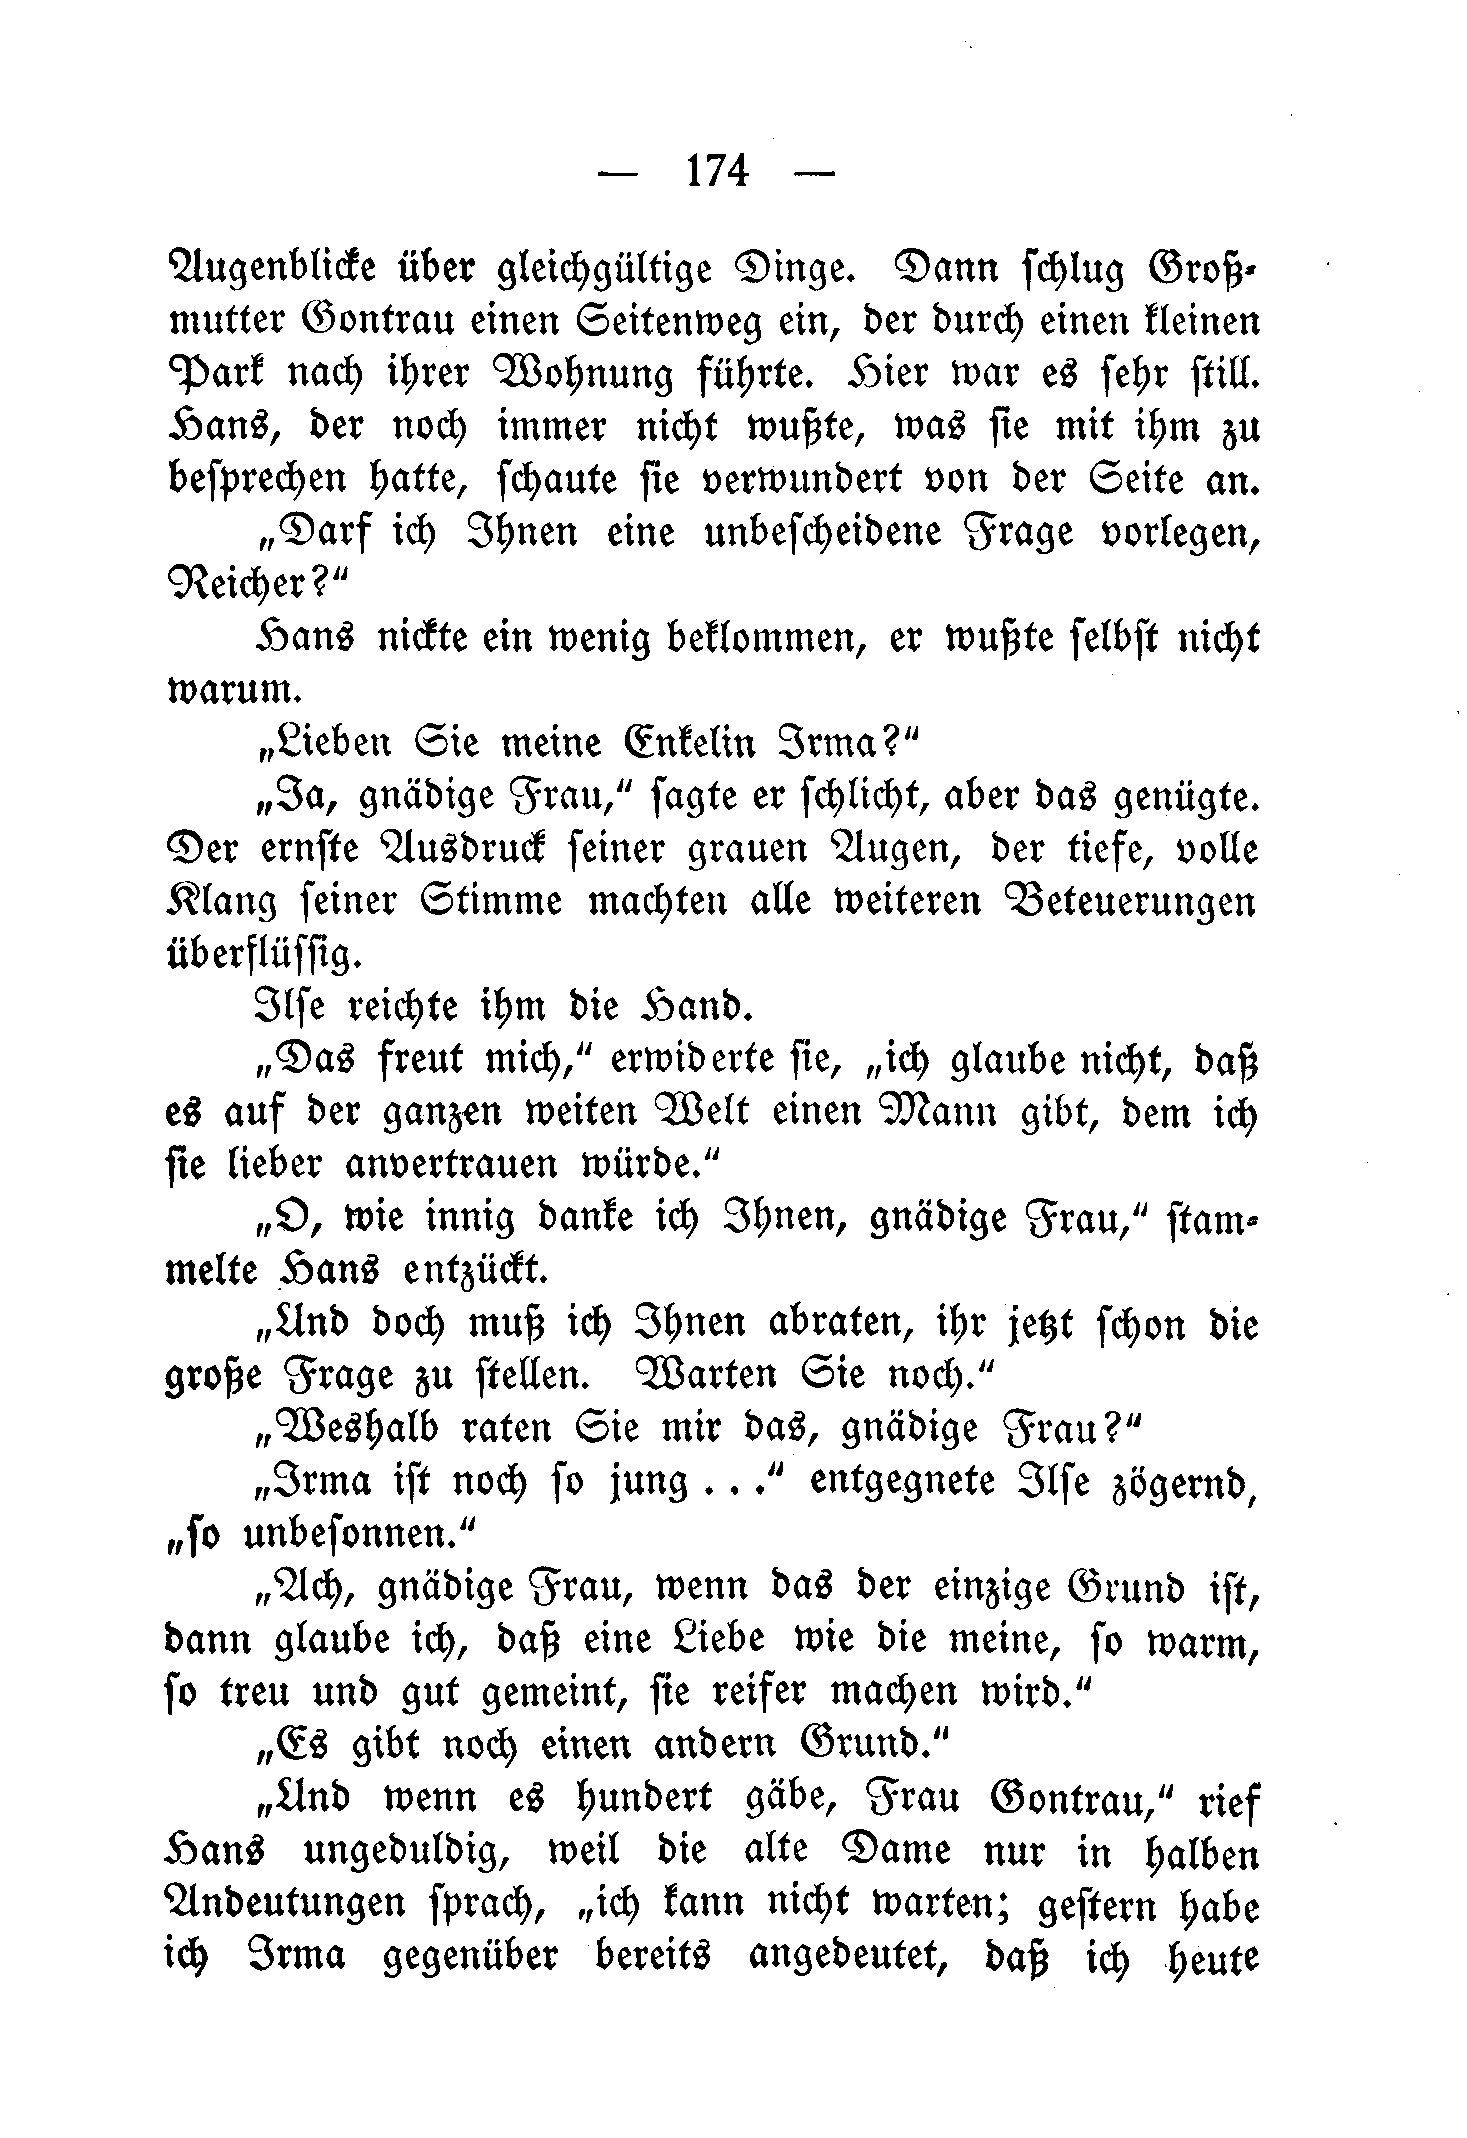 — 174 —
Augenblicke über gleichgültige Dinge. Dann schlug Groß-
mutter Gontrau einen Seitenweg ein, der durch einen kleinen
Park nach ihrer Wohnung führte. Hier war es sehr still.
Hans, der noch immer nicht wußte, was sie mit ihm zu
besprechen hatte, schaute sie verwundert von der Seite an.
„Darf ich Ihnen eine unbescheidene Frage vorlegen,
Reicher?“
Hans nickte ein wenig beklommen, er wußte selbst nicht
warum.
„Lieben Sie meine Enkelin Irma?“
„Ja, gnädige Frau,“ sagte er schlicht, aber das genügte.
Der ernste Ausdruck seiner grauen Augen, der tiefe, volle
Klang seiner Stimme machten alle weiteren Beteuerungen
überflüssig.
Ilse reichte ihm die Hand.
„Das freut mich,“ erwiderte sie, „ich glaube nicht, daß
es auf der ganzen weiten Welt einen Mann gibt, dem ich
sie lieber anvertrauen würde.“
„O, wie innig danke ich Ihnen, gnädige Frau,“ stam-
melte Hans entzückt.
„Und doch muß ich Ihnen abraten, ihr jetzt schon die
große Frage zu stellen. Warten Sie noch.“
„Weshalb raten Sie mir das, gnädige Frau?“
„Irma ist noch so jung . . .“ entgegnete Ilse zögernd,
„so unbesonnen.“
„Ach, gnädige Frau, wenn das der einzige Grund ist,
dann glaube ich, daß eine Liebe wie die meine, so warm,
so treu und gut gemeint, sie reifer machen wird.“
„Es gibt noch einen andern Grund.“
„Und wenn es hundert gäbe, Frau Gontrau,“ rief
Hans ungeduldig, weil die alte Dame nur in halben
Andeutungen sprach, „ich kann nicht warten; gestern habe
ich Irma gegenüber bereits angedeutet, daß ich heute